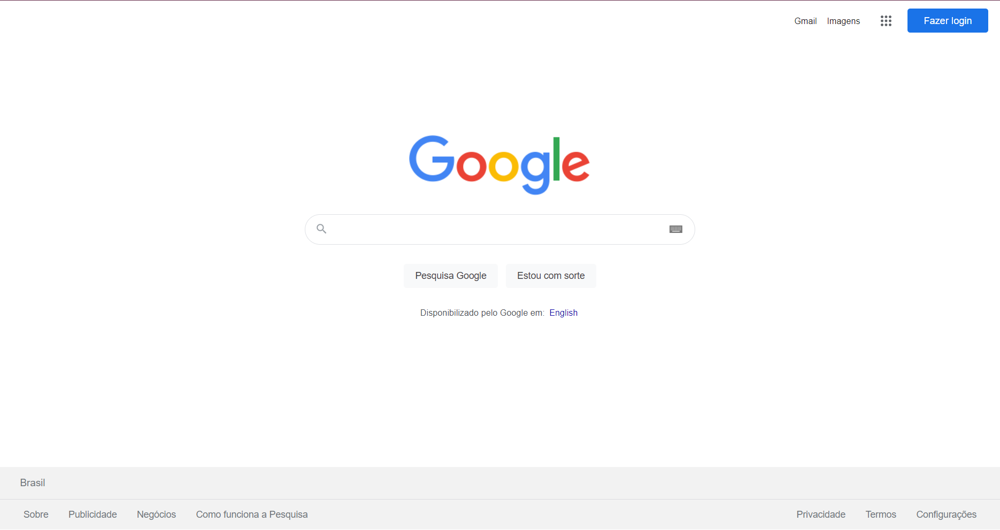 Gmail Imagens Fazer login
Google
Pesquisa Google Estou com sorte
Disponibilizado pelo Google em: English
Brasil
Sobre Publicidade Negócios Como funciona a Pesquisa Privacidade Termos Configurações